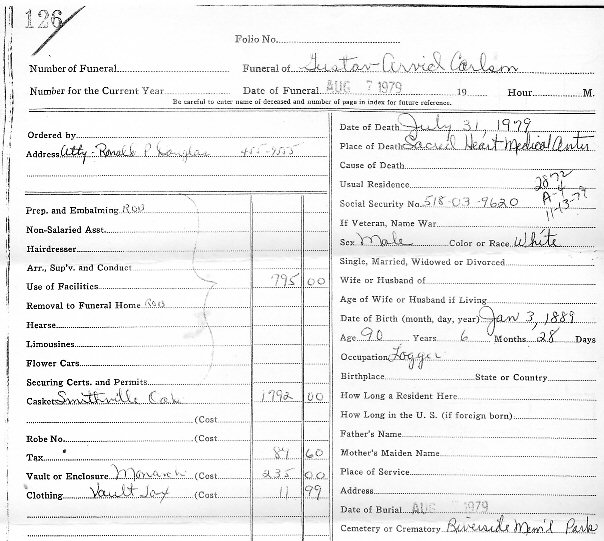 126
Folio No.
Number of Funeral
Funeral of Gustav Arvid Carlson
Number for the Current Year
Date of Funeral AUG 7 1979 19 Hour M.
Be careful to enter name of deceased and number of page in index for future reference.
Ordered by
Address Atty - Ronald P.
Prep. and Embalming
Non-Salaried Asst.
Hairdresser
Arr., Sup'v. and Conduct
Use of Facilities 795 00
Removal to Funeral Home
Hearse
Limousines
Flower Cars
Securing Certs. and Permits
Casket Smithville Oak 1792 00
(Cost
Robe No. (Cost
Tax 60
Vault or Enclosure Monarch (Cost 235 00
Clothing Vault Tax (Cost 11 99
Date of Death July 31, 1979
Place of Death Sacred Heart Medical Center
Cause of Death
Usual Residence 2872
A-4
11-13-79
Social Security No. 518-03-9620
If Veteran, Name War
Sex Male Color or Race White
Single, Married, Widowed or Divorced
Wife or Husband of
Age of Wife or Husband if Living
Date of Birth (month, day, year) Jan 3, 1889
Age 90 Years 6 Months 28 Days
Occupation Logger
Birthplace State or Country
How Long a Resident Here
How Long in the U. S. (if foreign born)
Father's Name
Mother's Maiden Name
Place of Service
Address
Date of Burial AUG 1979
Cemetery or Crematory Riverside Mem'l Park